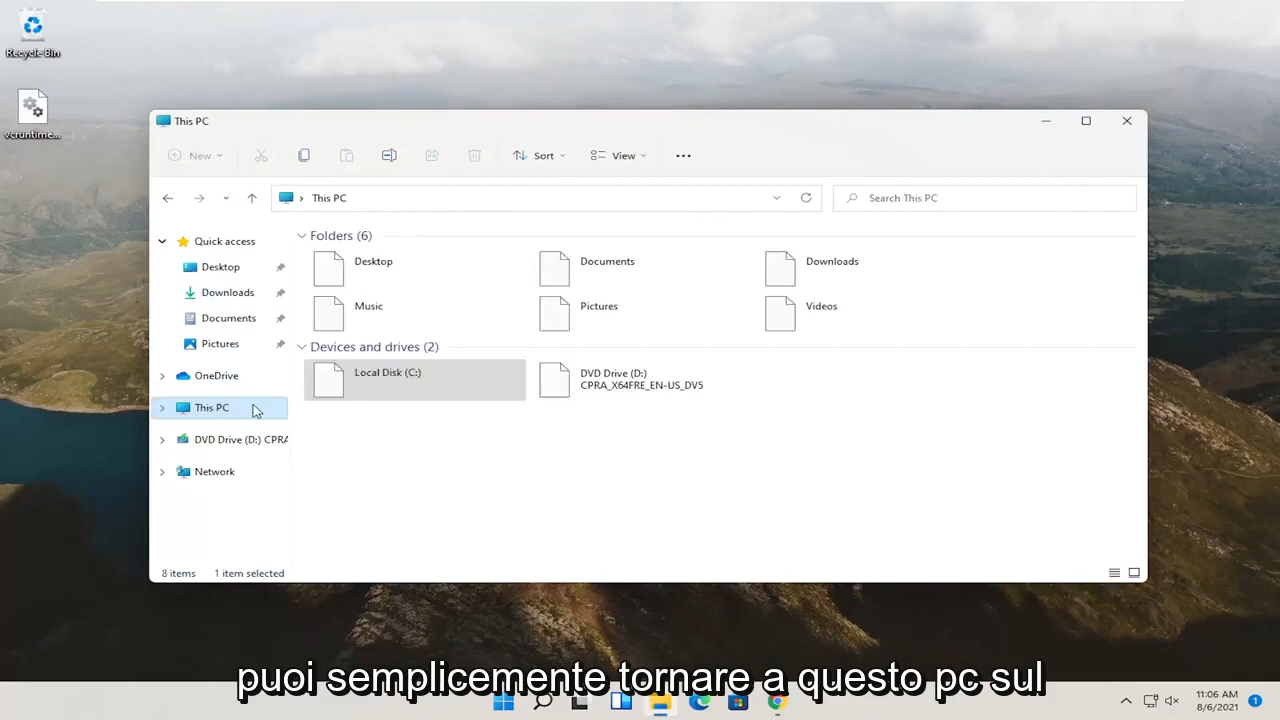 Recycle Bin
vcruntime...
This PC
New
Sort
View
This PC
Search This PC
Quick access
Desktop
Downloads
Documents
Pictures
OneDrive
This PC
DVD Drive (D:) CPRA
Network
Folders (6)
Desktop
Documents
Downloads
Music
Pictures
Videos
Devices and drives (2)
Local Disk (C:)
DVD Drive (D:)
CPRA_X64FRE_EN-US_DV5
8 items
1 item selected
puoi semplicemente tornare a questo pc sul
11:06 AM
8/6/2021
1